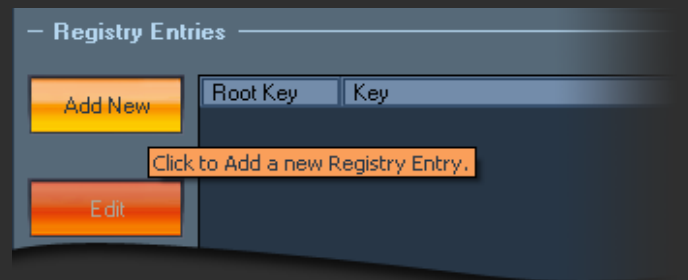 Registry Entries
Add New
Root Key
Key
Click to Add a new Registry Entry.
Edit